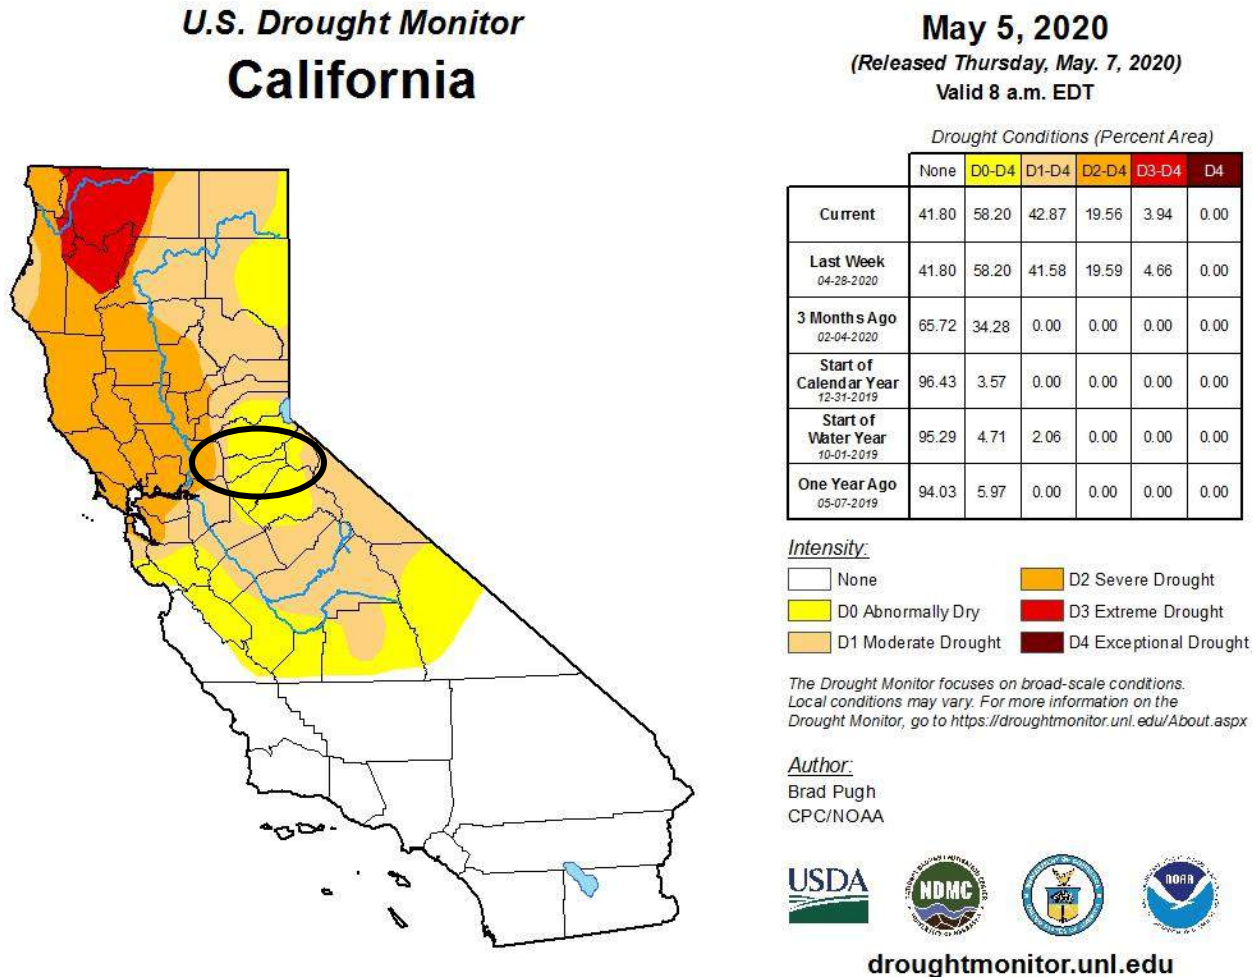 U.S. Drought Monitor
California
May 5, 2020
(Released Thursday, May. 7, 2020)
Valid 8 a.m. EDT
Drought Conditions (Percent Area)
None D0-D4 D1-D4 D2-D4 D3-D4 D4
Current 41.80 58.20 42.87 19.56 3.94 0.00
Last Week
04-28-2020 41.80 58.20 41.58 19.59 4.66 0.00
3 Months Ago
02-04-2020 65.72 34.28 0.00 0.00 0.00 0.00
Start of
Calendar Year
12-31-2019 96.43 3.57 0.00 0.00 0.00 0.00
Start of
Water Year
10-01-2019 95.29 4.71 2.06 0.00 0.00 0.00
One Year Ago
05-07-2019 94.03 5.97 0.00 0.00 0.00 0.00
Intensity:
None
D0 Abnormally Dry
D1 Moderate Drought
D2 Severe Drought
D3 Extreme Drought
D4 Exceptional Drought
The Drought Monitor focuses on broad-scale conditions.
Local conditions may vary. For more information on the
Drought Monitor, go to https://droughtmonitor.unl.edu/About.aspx
Author:
Brad Pugh
CPC/NOAA
USDA
NDMC
NOAA
droughtmonitor.unl.edu